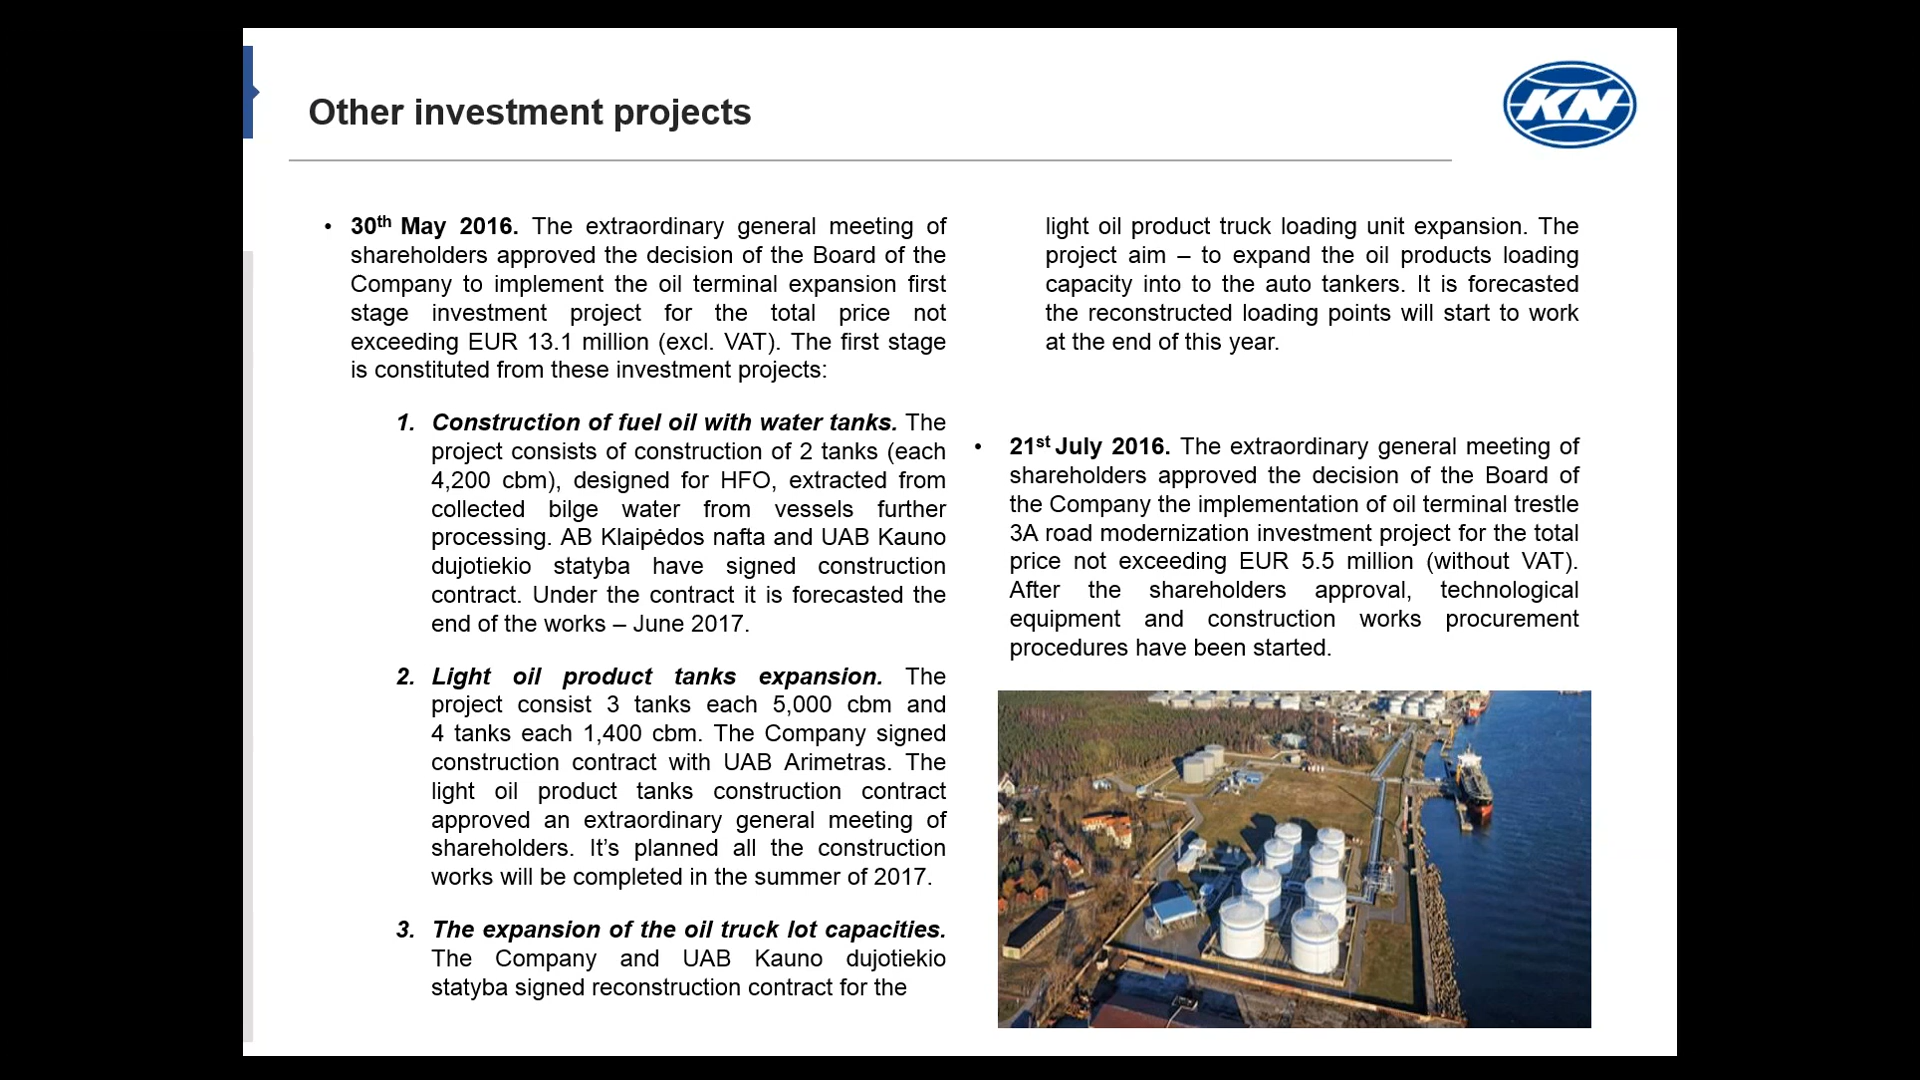 Other investment projects
KN
• 30th May 2016. The extraordinary general meeting of
shareholders approved the decision of the Board of the
Company to implement the oil terminal expansion first
stage investment project for the total price not
exceeding EUR 13.1 million (excl. VAT). The first stage
is constituted from these investment projects:
1. Construction of fuel oil with water tanks. The
project consists of construction of 2 tanks (each
4,200 cbm), designed for HFO, extracted from
collected bilge water from vessels further
processing. AB Klaipėdos nafta and UAB Kauno
dujotiekio statyba have signed construction
contract. Under the contract it is forecasted the
end of the works – June 2017.
2. Light oil product tanks expansion. The
project consist 3 tanks each 5,000 cbm and
4 tanks each 1,400 cbm. The Company signed
construction contract with UAB Arimetras. The
light oil product tanks construction contract
approved an extraordinary general meeting of
shareholders. It’s planned all the construction
works will be completed in the summer of 2017.
3. The expansion of the oil truck lot capacities.
The Company and UAB Kauno dujotiekio
statyba signed reconstruction contract for the
light oil product truck loading unit expansion. The
project aim – to expand the oil products loading
capacity into to the auto tankers. It is forecasted
the reconstructed loading points will start to work
at the end of this year.
• 21st July 2016. The extraordinary general meeting of
shareholders approved the decision of the Board of
the Company the implementation of oil terminal trestle
3A road modernization investment project for the total
price not exceeding EUR 5.5 million (without VAT).
After the shareholders approval, technological
equipment and construction works procurement
procedures have been started.